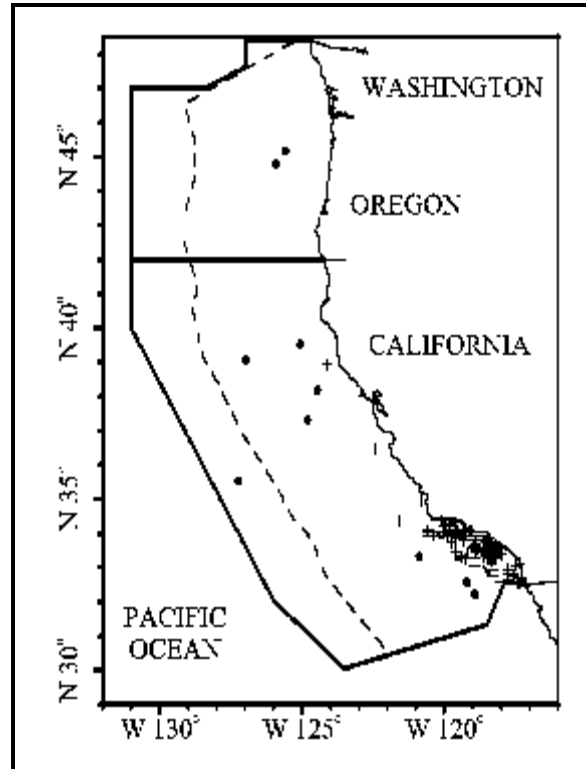 WASHINGTON
N 45°
OREGON
N 40°
CALIFORNIA
N 35°
PACIFIC
OCEAN
N 30°
W 130° W 125° W 120°